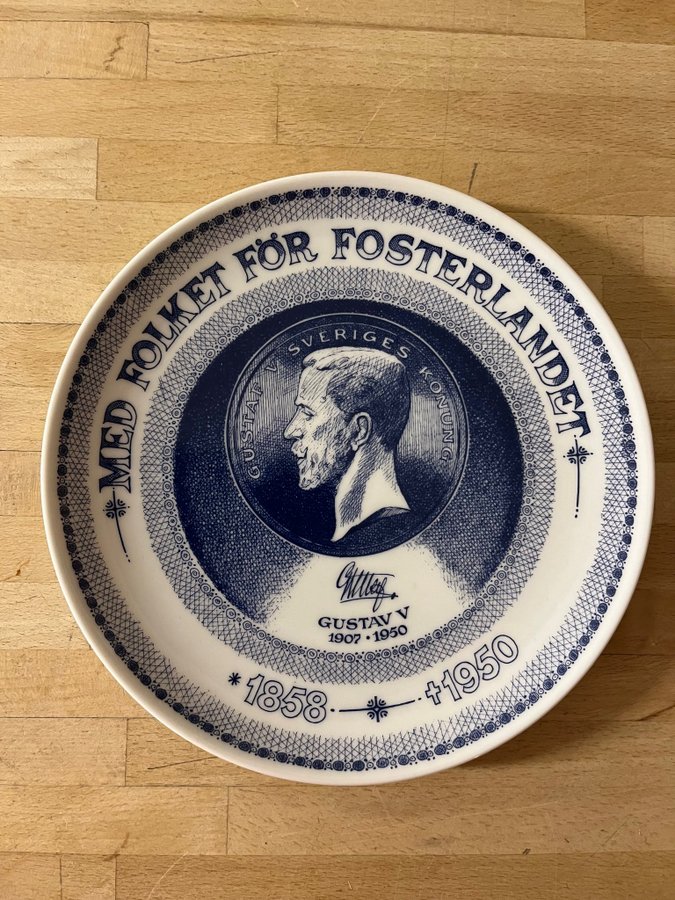 MED FOLKET FÖR FOSTERLANDET
GUSTAF V SVERIGES KONUNG.
GUSTAV V
1907 · 1950
*1858 †1950